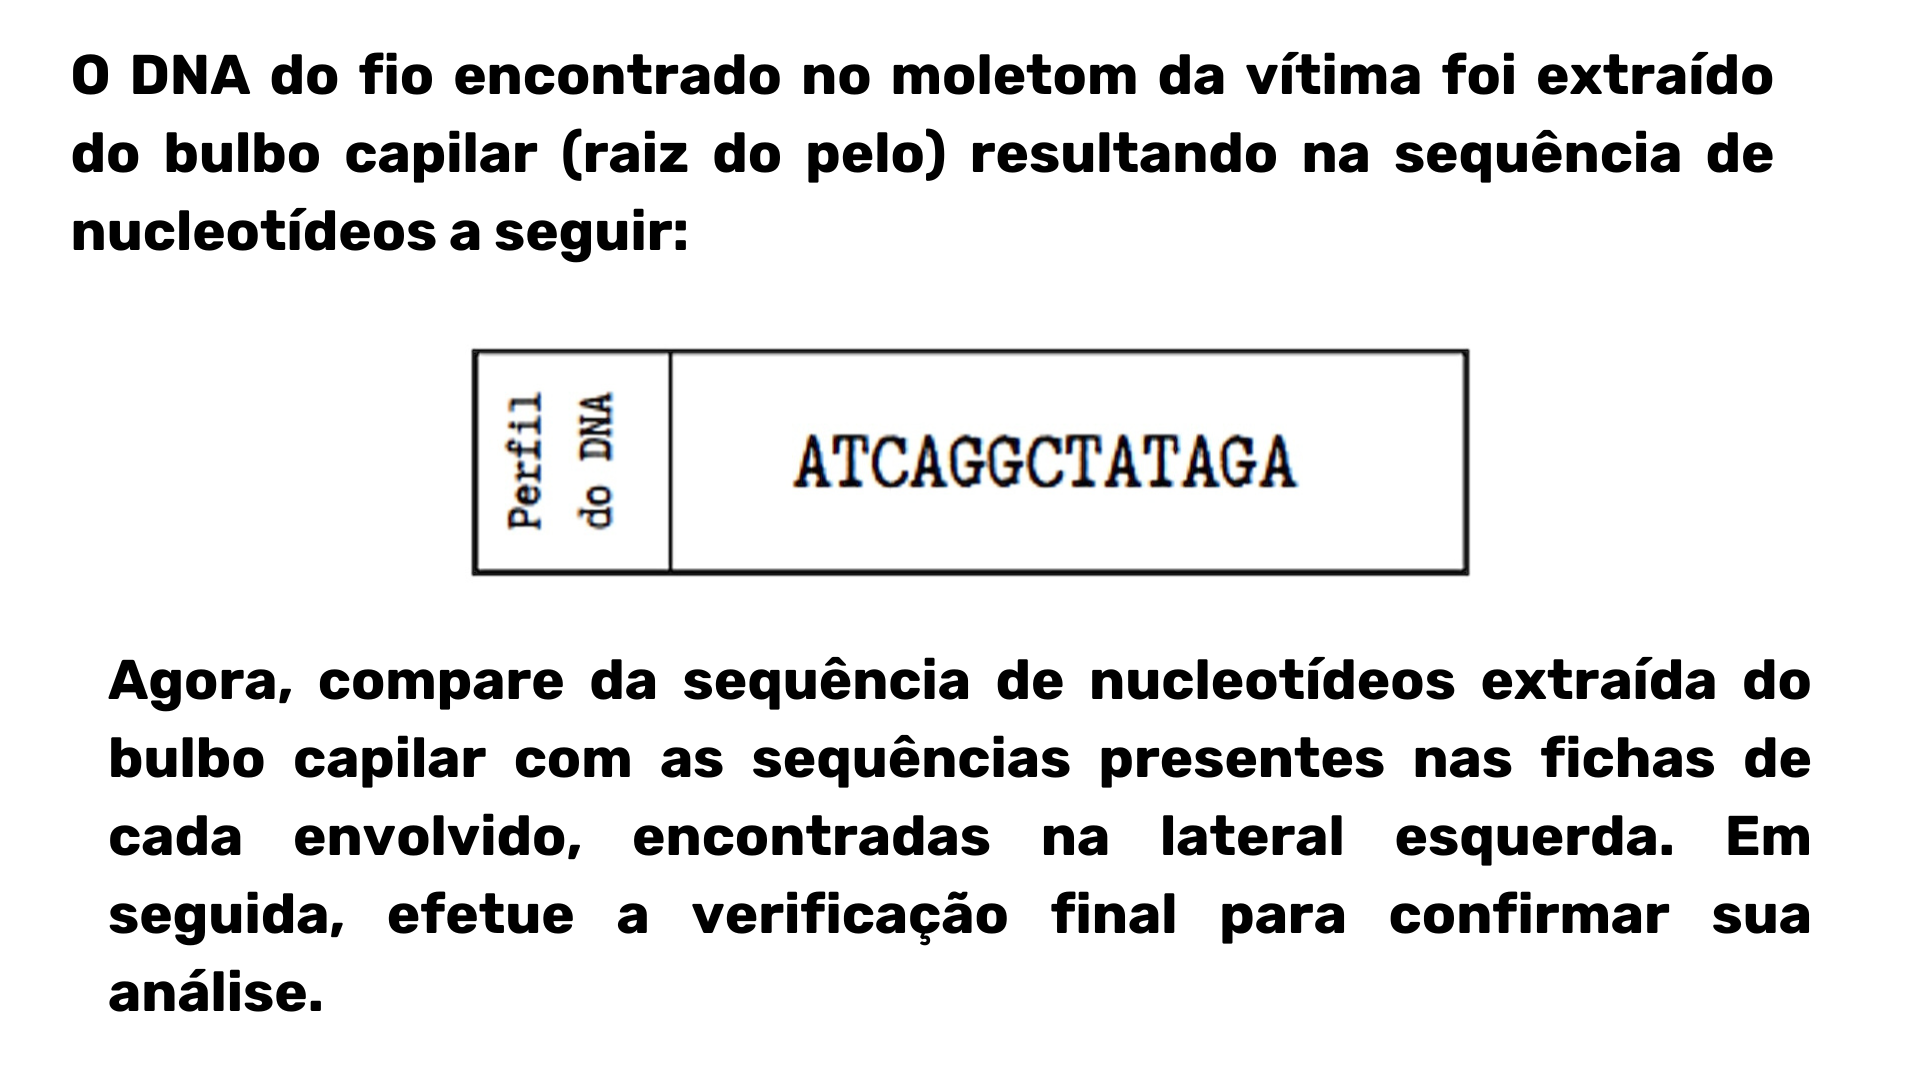 O DNA do fio encontrado no moletom da vítima foi extraído
do bulbo capilar (raiz do pelo) resultando na sequência de
nucleotídeos a seguir:
Perfil
do DNA
ATCAGGCTATAGA
Agora, compare da sequência de nucleotídeos extraída do
bulbo capilar com as sequências presentes nas fichas de
cada envolvido, encontradas na lateral esquerda. Em
seguida, efetue a verificação final para confirmar sua
análise.